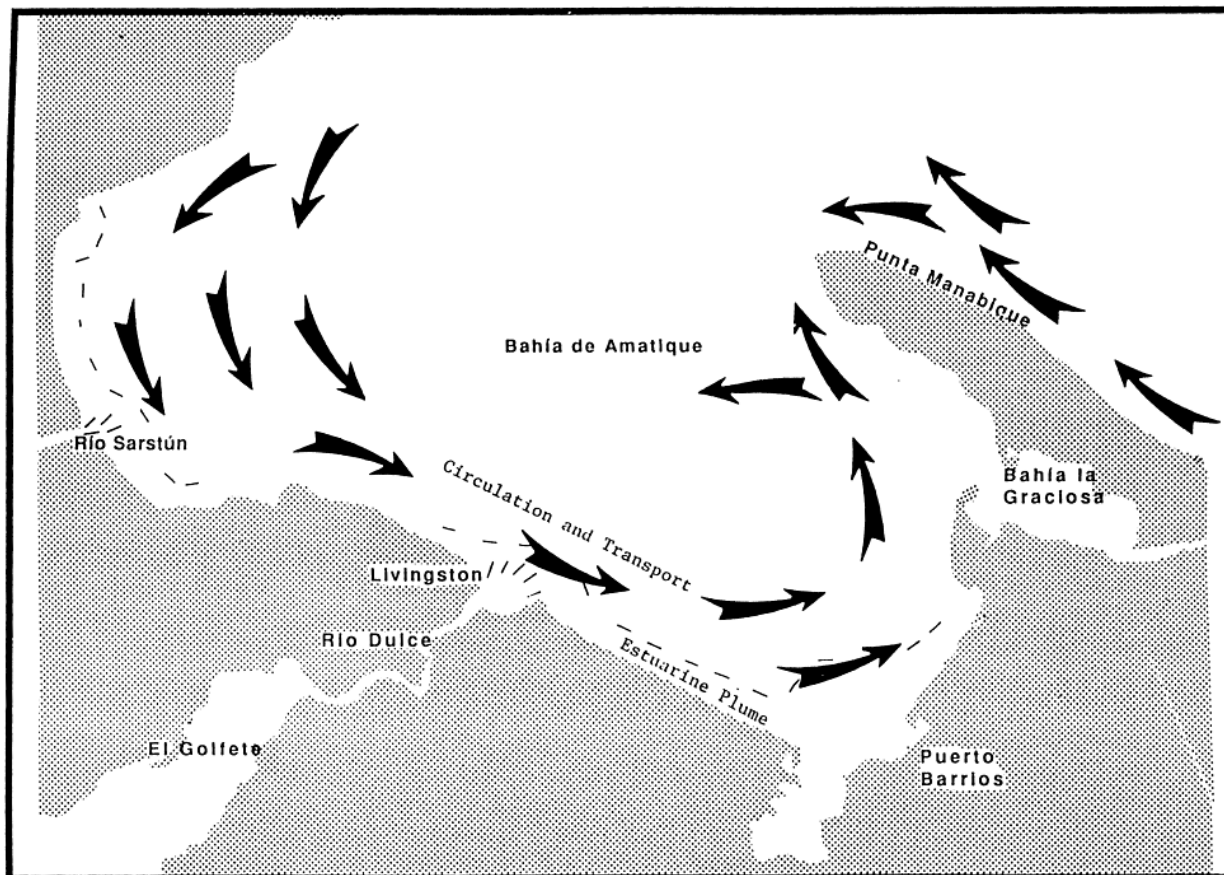 Punta Manabique
Bahía de Amatique
Río Sarstún
Circulation and Transport
Bahía la
Graciosa
Livingston
Río Dulce
Estuarine Plume
El Golfete
Puerto
Barrios